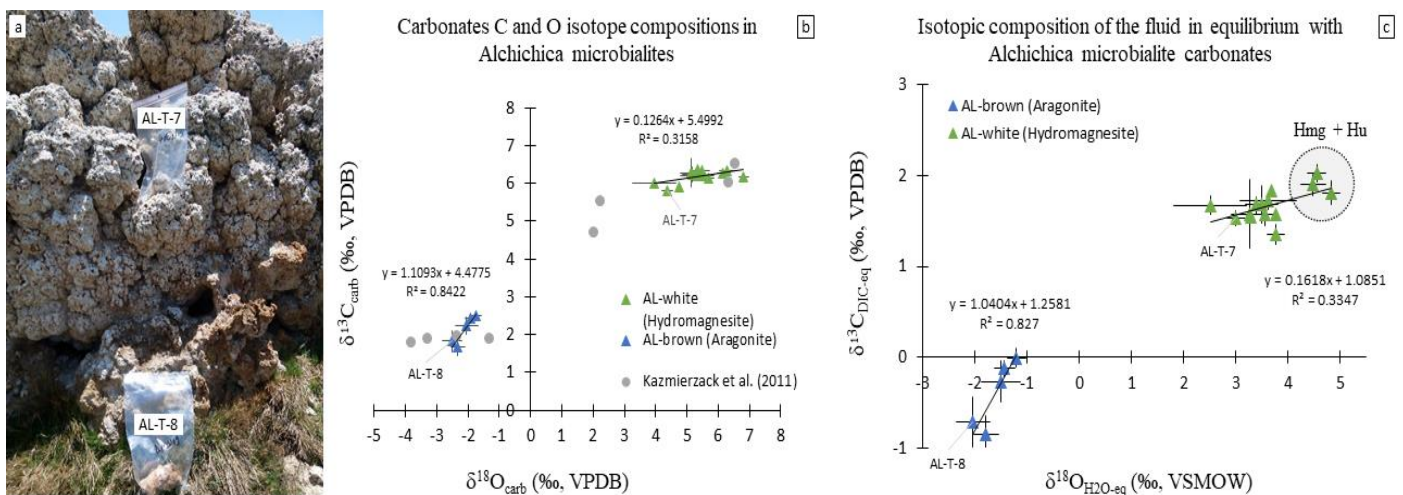 a
AL-T-7
AL-T-8
Carbonates C and O isotope compositions in
Alchichica microbialites
b
δ¹³C_carb (‰, VPDB)
8
7
6
5
4
3
2
1
0
y = 0.1264x + 5.4992
R² = 0.3158
AL-T-7
y = 1.1093x + 4.4775
R² = 0.8422
AL-T-8
AL-white
(Hydromagnesite)
AL-brown (Aragonite)
Kazmierzack et al. (2011)
-5 -4 -3 -2 -1 0 1 2 3 4 5 6 7 8
δ¹⁸O_carb (‰, VPDB)
Isotopic composition of the fluid in equilibrium with
Alchichica microbialite carbonates
c
δ¹³C_DIC-eq (‰, VPDB)
3
2
1
0
-1
AL-brown (Aragonite)
AL-white (Hydromagnesite)
Hmg + Hu
AL-T-7
y = 0.1618x + 1.0851
R² = 0.3347
y = 1.0404x + 1.2581
R² = 0.827
-3 -2 -1 0 1 2 3 4 5
AL-T-8
δ¹⁸O_H2O-eq (‰, VSMOW)